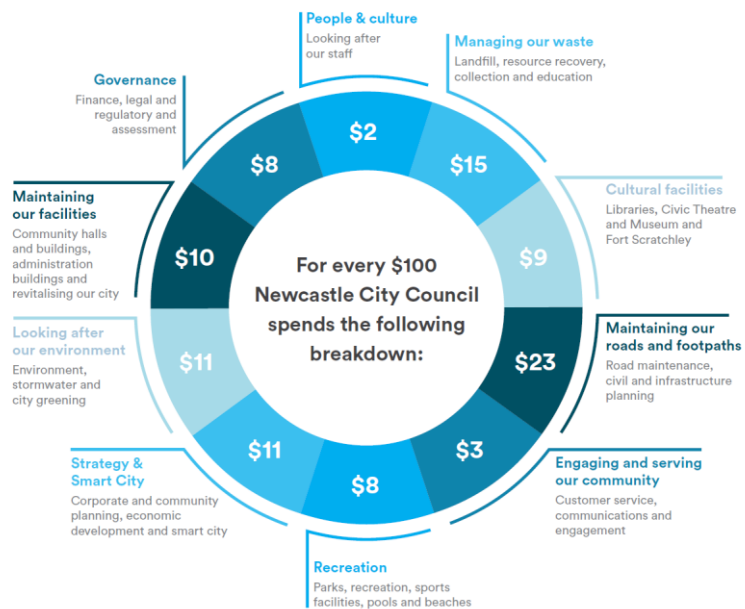 People & culture
Looking after
our staff
$2
Managing our waste
Landfill, resource recovery,
collection and education
$15
Cultural facilities
Libraries, Civic Theatre
and Museum and
Fort Scratchley
$9
Maintaining our
roads and footpaths
Road maintenance,
civil and infrastructure
planning
$23
Engaging and serving
our community
Customer service,
communications and
engagement
$3
Recreation
Parks, recreation, sports
facilities, pools and beaches
$8
Strategy &
Smart City
Corporate and community
planning, economic
development and smart city
$11
Looking after
our environment
Environment,
stormwater and
city greening
$11
Maintaining
our facilities
Community halls
and buildings,
administration
buildings and
revitalising our city
$10
Governance
Finance, legal and
regulatory and
assessment
$8
For every $100
Newcastle City Council
spends the following
breakdown: